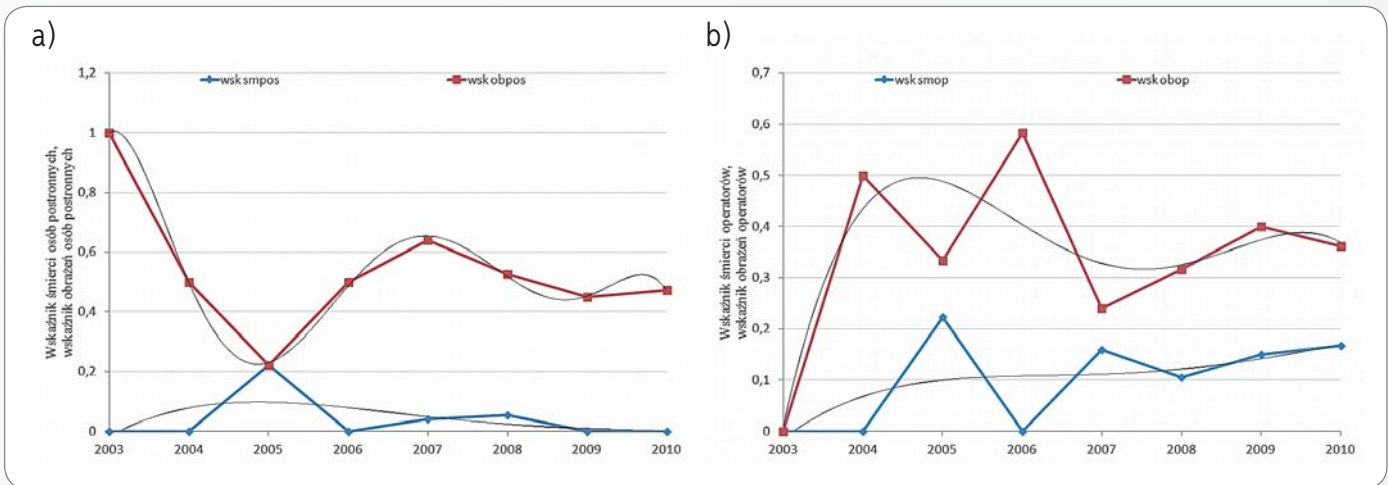 a)
Wskaźnik śmierci osób postronnych,
wskaźnik obrażeń osób postronnych
wsksmpos
wskobpos
1,2
1
0,8
0,6
0,4
0,2
0
2003 2004 2005 2006 2007 2008 2009 2010
b)
Wskaźnik śmierci operatorów,
wskaźnik obrażeń operatorów
wsksmop
wskobop
0,7
0,6
0,5
0,4
0,3
0,2
0,1
0
2003 2004 2005 2006 2007 2008 2009 2010